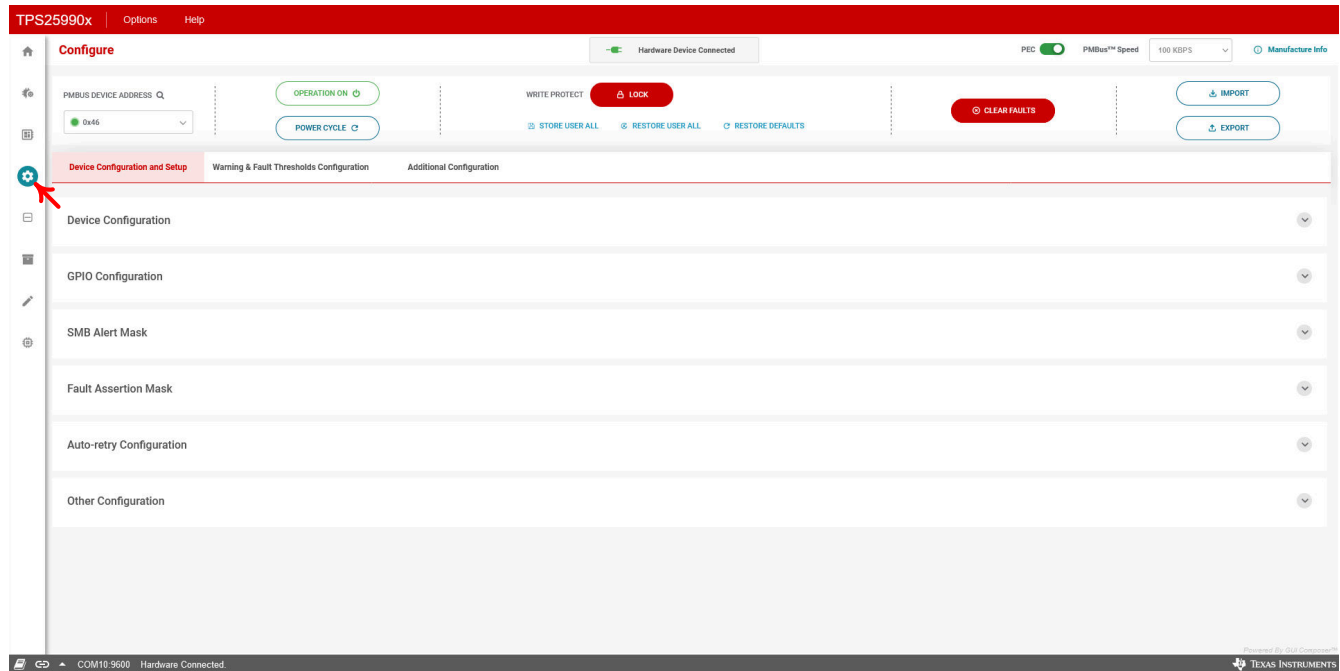 TPS25990x Options Help
Configure
Hardware Device Connected
PEC
PMBus™ Speed
100 KBPS
Manufacture Info
PMBUS DEVICE ADDRESS
0x46
OPERATION ON
POWER CYCLE
WRITE PROTECT
LOCK
STORE USER ALL
RESTORE USER ALL
RESTORE DEFAULTS
CLEAR FAULTS
IMPORT
EXPORT
Device Configuration and Setup
Warning & Fault Thresholds Configuration
Additional Configuration
Device Configuration
GPIO Configuration
SMB Alert Mask
Fault Assertion Mask
Auto-retry Configuration
Other Configuration
Powered By GUI Composer™
COM10:9600 Hardware Connected.
TEXAS INSTRUMENTS